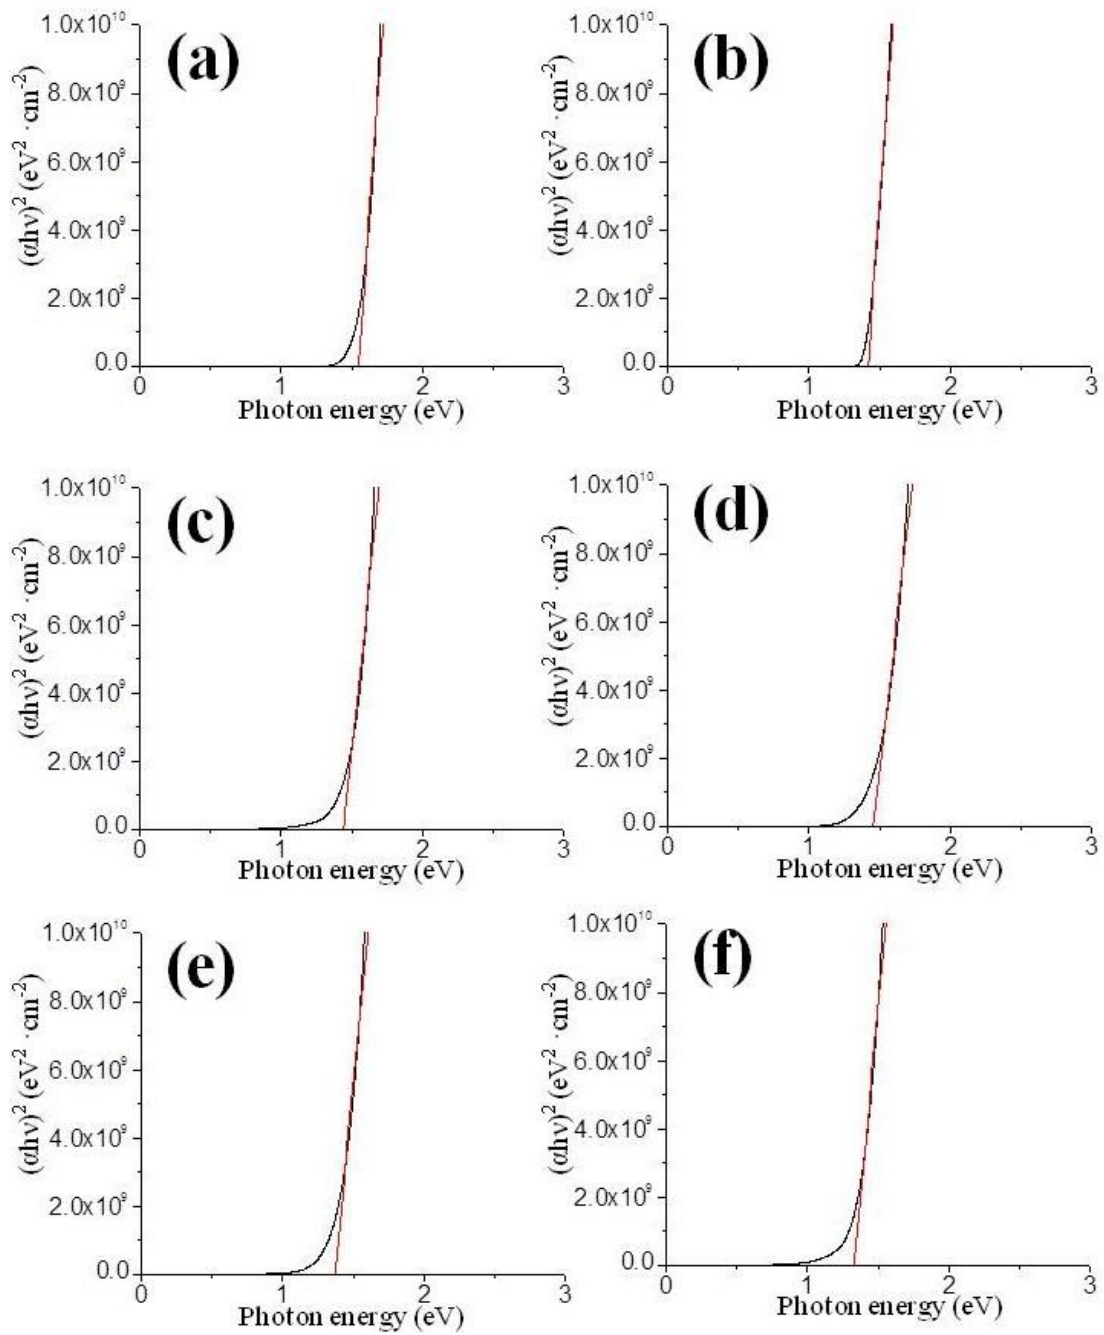 (a)
1.0x10¹⁰
8.0x10⁹
6.0x10⁹
4.0x10⁹
2.0x10⁹
0.0
(αhν)² (eV² ·cm⁻²)
0 1 2 3
Photon energy (eV)
(b)
1.0x10¹⁰
8.0x10⁹
6.0x10⁹
4.0x10⁹
2.0x10⁹
0.0
(αhν)² (eV² ·cm⁻²)
0 1 2 3
Photon energy (eV)
(c)
1.0x10¹⁰
8.0x10⁹
6.0x10⁹
4.0x10⁹
2.0x10⁹
0.0
(αhν)² (eV² ·cm⁻²)
0 1 2 3
Photon energy (eV)
(d)
1.0x10¹⁰
8.0x10⁹
6.0x10⁹
4.0x10⁹
2.0x10⁹
0.0
(αhν)² (eV² ·cm⁻²)
0 1 2 3
Photon energy (eV)
(e)
1.0x10¹⁰
8.0x10⁹
6.0x10⁹
4.0x10⁹
2.0x10⁹
0.0
(αhν)² (eV² ·cm⁻²)
0 1 2 3
Photon energy (eV)
(f)
1.0x10¹⁰
8.0x10⁹
6.0x10⁹
4.0x10⁹
2.0x10⁹
0.0
(αhν)² (eV² ·cm⁻²)
0 1 2 3
Photon energy (eV)